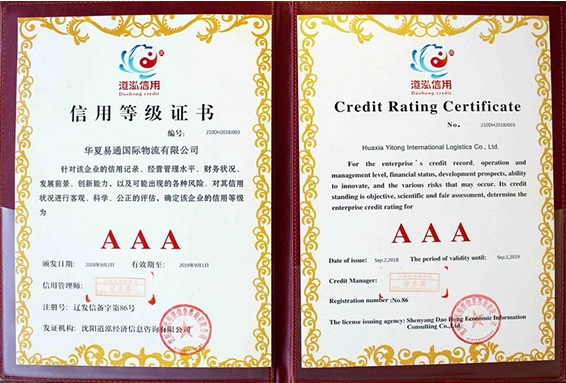 道泓信用
Daohong credit
信用等级证书
编号: 210DH2018J003
华夏易通国际物流有限公司
针对该企业的信用记录、经营管理水平、财务状况、
发展前景、创新能力、以及可能出现的各种风险,对其信用
状况进行客观、科学、公正的评估,确定该企业的信用等级
为
AAA
颁发日期: 2018年9月2日 有效期至: 2019年9月1日
信用管理师:
注册号: 辽发信备字第86号
发证机构: 沈阳道泓经济信息咨询有限公司
道泓信用
Daohong credit
Credit Rating Certificate
No. 210DH2018J003
Huaxia Yitong International Logistics Co., Ltd.
For the enterprise's credit record, operation and
management level, financial status, development prospects, ability
to innovate, and the various risks that may occur. Its credit
standing is objective, scientific and fair assessment, determine the
enterprise credit rating for
AAA
Date of issue: Sep.2,2018 The period of validity until: Sep.1,2019
Credit Manager:
Registration number :No.86
The license issuing agency: Shenyang Dao Hong Economic Information
Consulting Co.,Ltd.